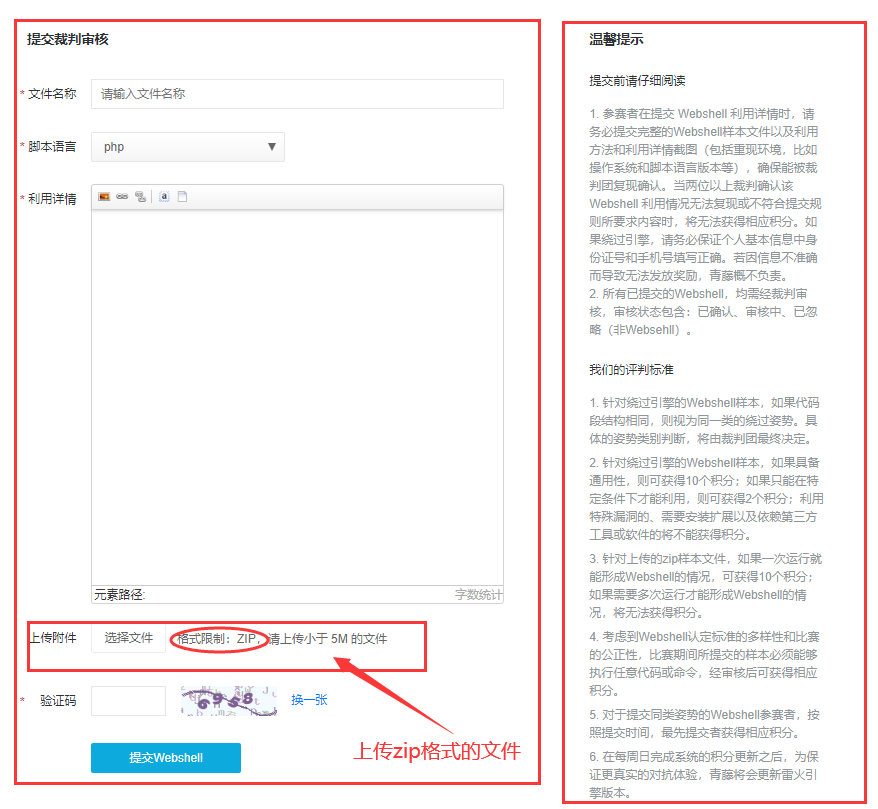 提交裁判审核
* 文件名称 请输入文件名称
* 脚本语言 php
* 利用详情
元素路径: 字数统计
上传附件 选择文件 格式限制：ZIP，请上传小于 5M 的文件
* 验证码 6958 换一张
上传zip格式的文件
提交Webshell
温馨提示
提交前请仔细阅读
1. 参赛者在提交 Webshell 利用详情时，请
务必提交完整的Webshell样本文件以及利用
方法和利用详情截图（包括重现环境，比如
操作系统和脚本语言版本等），确保能被裁
判团复现确认。当两位以上裁判确认该
Webshell 利用情况无法复现或不符合提交规
则所要求内容时，将无法获得相应积分。如
果绕过引擎，请务必保证个人基本信息中身
份证号和手机号填写正确。若因信息不准确
而导致无法发放奖励，青藤概不负责。
2. 所有已提交的Webshell，均需经裁判审
核，审核状态包含：已确认、审核中、已忽
略（非Websehll）。
我们的评判标准
1. 针对绕过引擎的Webshell样本，如果代码
段结构相同，则视为同一类的绕过姿势。具
体的姿势类别判断，将由裁判团最终决定。
2. 针对绕过引擎的Webshell样本，如果具备
通用性，则可获得10个积分；如果只能在特
定条件下才能利用，则可获得2个积分；利用
特殊漏洞的、需要安装扩展以及依赖第三方
工具或软件的将不能获得积分。
3. 针对上传的zip样本文件，如果一次运行就
能形成Webshell的情况，可获得10个积分；
如果需要多次运行才能形成Webshell的情
况，将无法获得积分。
4. 考虑到Webshell认定标准的多样性和比赛
的公正性，比赛期间所提交的样本必须能够
执行任意代码或命令，经审核后可获得相应
积分。
5. 对于提交同类姿势的Webshell参赛者，按
照提交时间，最先提交者获得相应积分。
6. 在每周日完成系统的积分更新之后，为保
证更真实的对抗体验，青藤将会更新雷火引
擎版本。